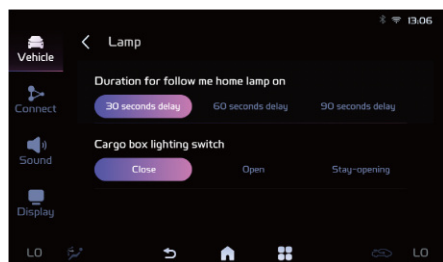 13:06
Vehicle
Lamp
Duration for follow me home lamp on
30 seconds delay 60 seconds delay 90 seconds delay
Connect
Cargo box lighting switch
Sound
Close Open Stay-opening
Display
LO LO